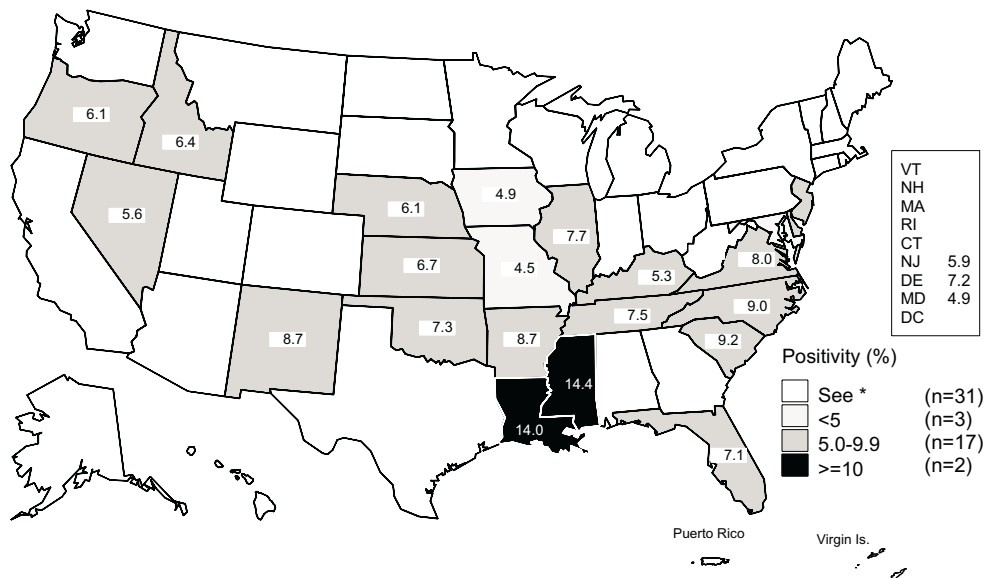 6.1
6.4
5.6
8.7
6.1
6.7
7.3
4.9
4.5
8.7
14.0
14.4
7.7
5.3
7.5
8.0
9.0
9.2
7.1
VT
NH
MA
RI
CT
NJ 5.9
DE 7.2
MD 4.9
DC
Positivity (%)
See * (n=31)
<5 (n=3)
5.0-9.9 (n=17)
>=10 (n=2)
Puerto Rico
Virgin Is.